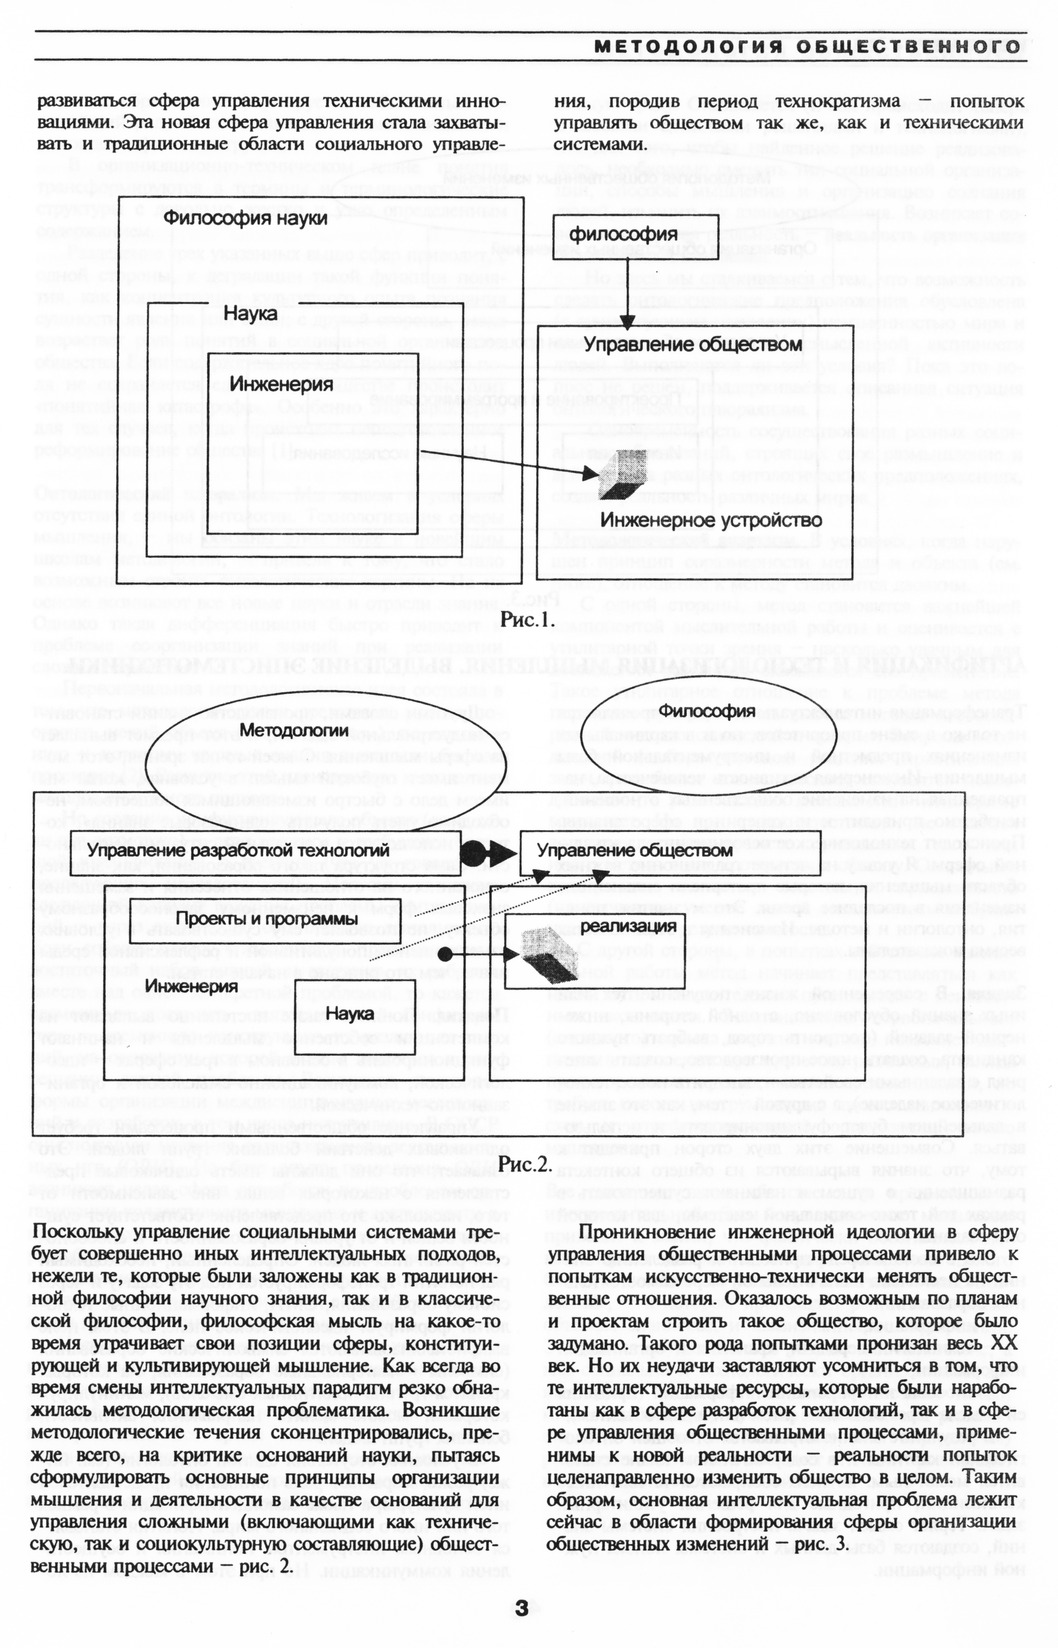 МЕТОДОЛОГИЯ ОБЩЕСТВЕННОГО
развиваться сфера управления техническими инно-
вациями. Эта новая сфера управления стала захваты-
вать и традиционные области социального управле-
ния, породив период технократизма — попыток
управлять обществом так же, как и техническими
системами.
Философия науки
Наука
Инженерия
философия
Управление обществом
Инженерное устройство
Рис.1.
Методологии
Философия
Управление разработкой технологий
Упрвение обществом
Проекты и программы
реализация
Инженерия
Наука
Рис.2.
Поскольку управление социальными системами тре-
бует совершенно иных интеллектуальных подходов,
нежели те, которые были заложены как в традицион-
ной философии научного знания, так и в классиче-
ской философии, философская мысль на какое-то
время утрачивает свои позиции сферы, конституи-
рующей и культивирующей мышление. Как всегда во
время смены интеллектуальных парадигм резко обна-
жилась методологическая проблематика. Возникшие
методологические течения сконцентрировались, пре-
жде всего, на критике оснований науки, пытаясь
сформулировать основные принципы организации
мышления и деятельности в качестве оснований для
управления сложными (включающими как техниче-
скую, так и социокультурную составляющие) общест-
венными процессами — рис. 2.
Проникновение инженерной идеологии в сферу
управления общественными процессами привело к
попыткам искусственно-технически менять общест-
венные отношения. Оказалось возможным по планам
и проектам строить такое общество, которое было
задумано. Такого рода попытками пронизан весь XX
век. Но их неудачи заставляют усомниться в том, что
те интеллектуальные ресурсы, которые были нарабо-
таны как в сфере разработок технологий, так и в сфе-
ре управления общественными процессами, приме-
нимы к новой реальности — реальности попыток
целенаправленно изменить общество в целом. Таким
образом, основная интеллектуальная проблема лежит
сейчас в области формирования сферы организации
общественных изменений — рис. 3.
3